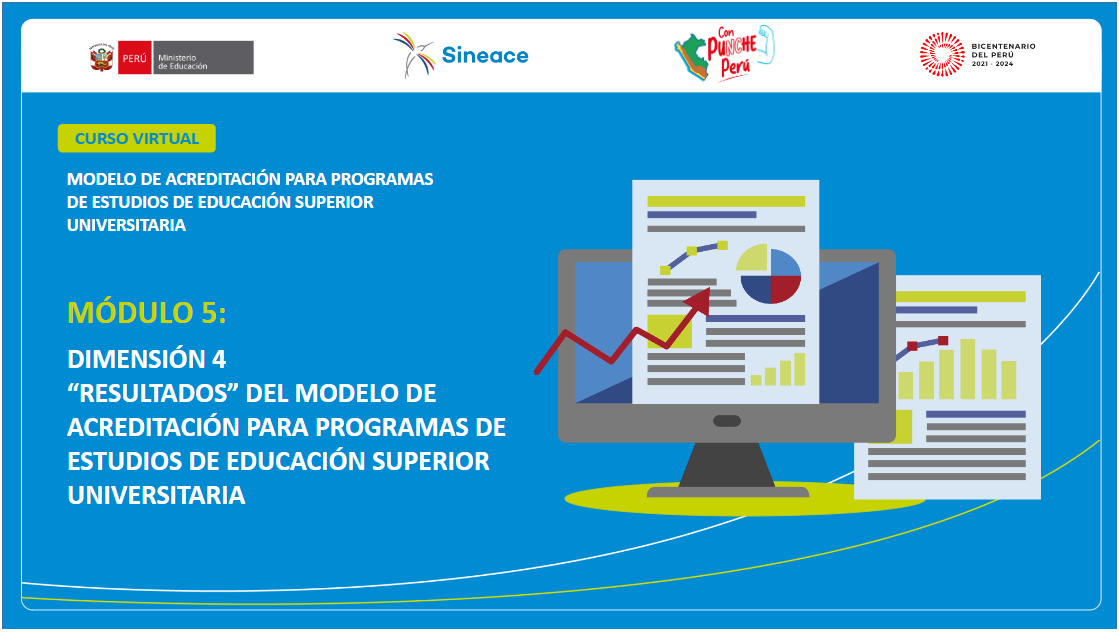 PERÚ
Ministerio
de Educación
Sineace
Con
PUNCHE
Perú
BICENTENARIO
DEL PERÚ
2021 - 2024
CURSO VIRTUAL
MODELO DE ACREDITACIÓN PARA PROGRAMAS
DE ESTUDIOS DE EDUCACIÓN SUPERIOR
UNIVERSITARIA
MÓDULO 5:
DIMENSIÓN 4
“RESULTADOS” DEL MODELO DE
ACREDITACIÓN PARA PROGRAMAS DE
ESTUDIOS DE EDUCACIÓN SUPERIOR
UNIVERSITARIA